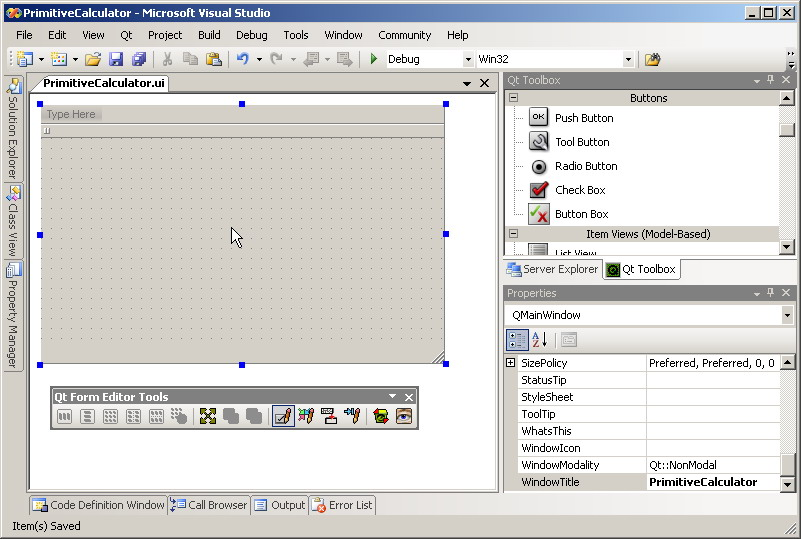 PrimitiveCalculator - Microsoft Visual Studio
File Edit View Qt Project Build Debug Tools Window Community Help
Debug Win32
Solution Explorer
Class View
Property Manager
PrimitiveCalculator.ui
Type Here
Qt Form Editor Tools
Qt Toolbox
Buttons
OK Push Button
Tool Button
Radio Button
Check Box
Button Box
Item Views (Model-Based)
List View
Server Explorer Qt Toolbox
Properties
QMainWindow
SizePolicy Preferred, Preferred, 0, 0
StatusTip
StyleSheet
ToolTip
WhatsThis
WindowIcon
WindowModality Qt::NonModal
WindowTitle PrimitiveCalculator
Code Definition Window Call Browser Output Error List
Item(s) Saved